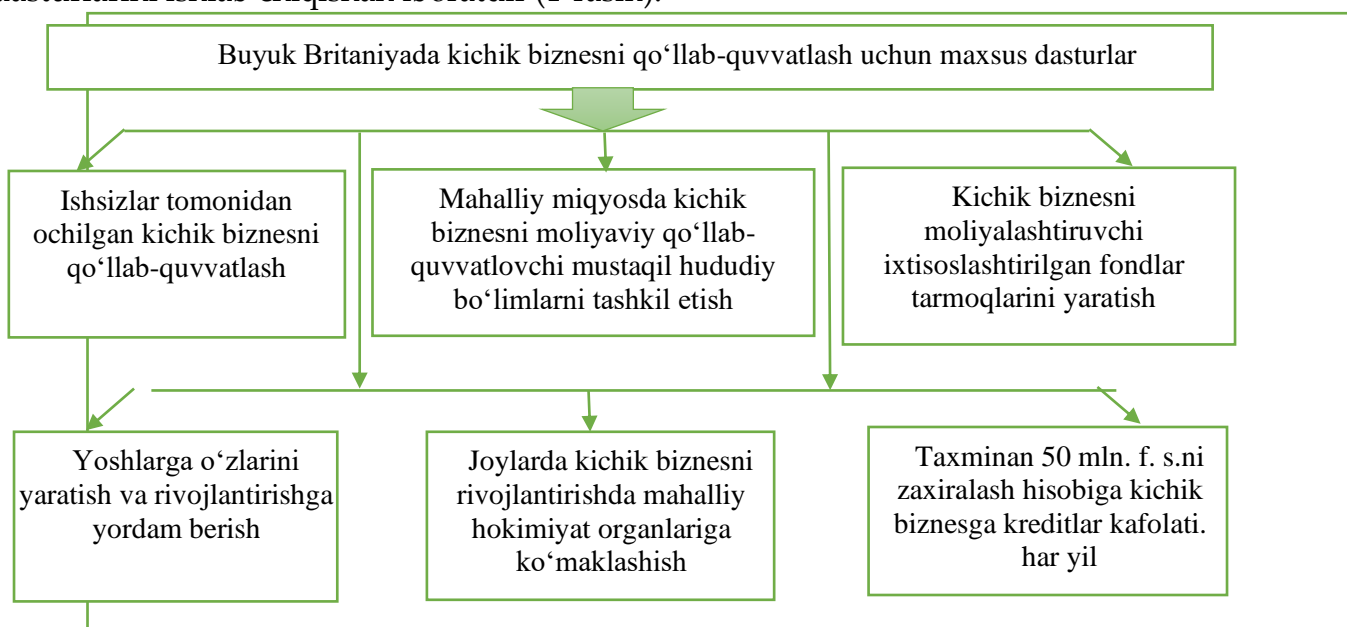 (1-rasm).
Buyuk Britaniyada kichik biznesni qo‘llab-quvvatlash uchun maxsus dasturlar
Ishsizlar tomonidan
ochilgan kichik biznesni
qo‘llab-quvvatlash
Mahalliy miqyosda kichik
biznesni moliyaviy qo‘llab-
quvvatlovchi mustaqil hududiy
bo‘limlarni tashkil etish
Kichik biznesni
moliyalashtiruvchi
ixtisoslashtirilgan fondlar
tarmoqlarini yaratish
Yoshlarga o‘zlarini
yaratish va rivojlantirishga
yordam berish
Joylarda kichik biznesni
rivojlantirishda mahalliy
hokimiyat organlariga
ko‘maklashish
Taxminan 50 mln. f. s.ni
zaxiralash hisobiga kichik
biznesga kreditlar kafolati.
har yil